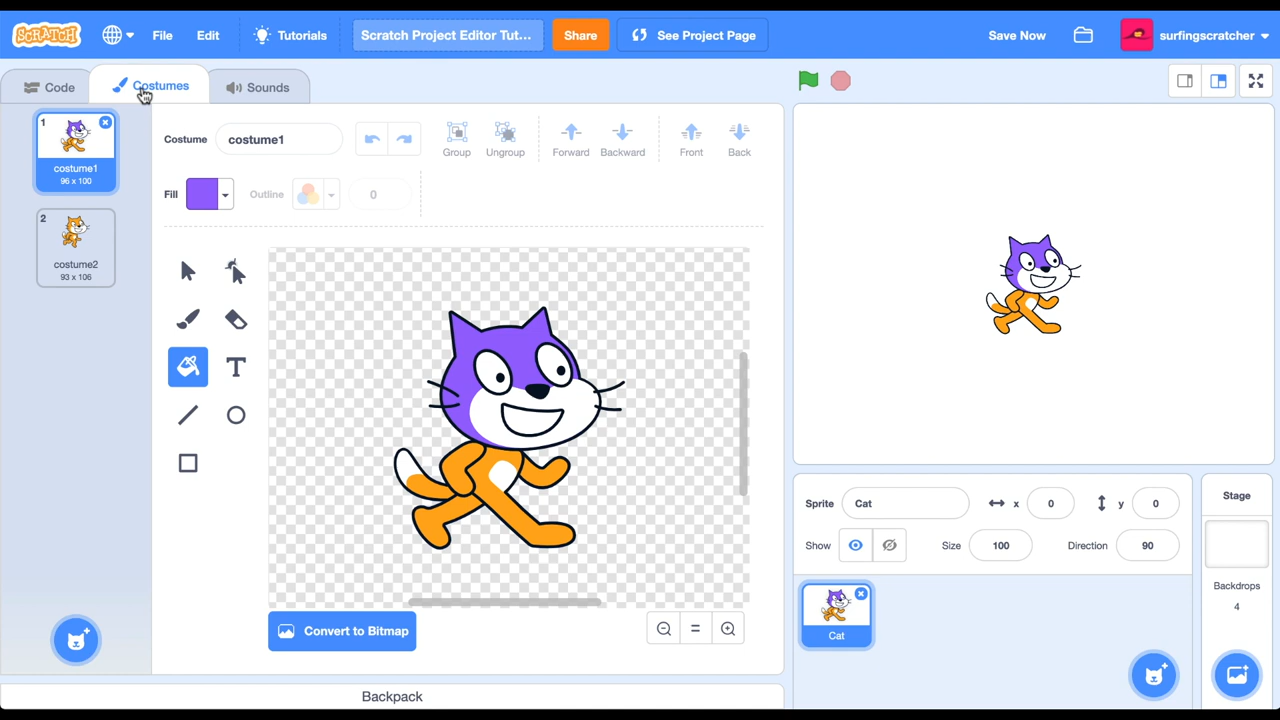 SCRATCH File Edit Tutorials Scratch Project Editor Tut... Share See Project Page Save Now surfingscratcher
Code Costumes Sounds
1
costume1
96 x 100
2
costume2
93 x 106
Costume costume1 Group Ungroup Forward Backward Front Back
Fill Outline 0
T
Convert to Bitmap
Backpack
Sprite Cat x 0 y 0
Show Size 100 Direction 90
Cat
Stage
Backdrops
4